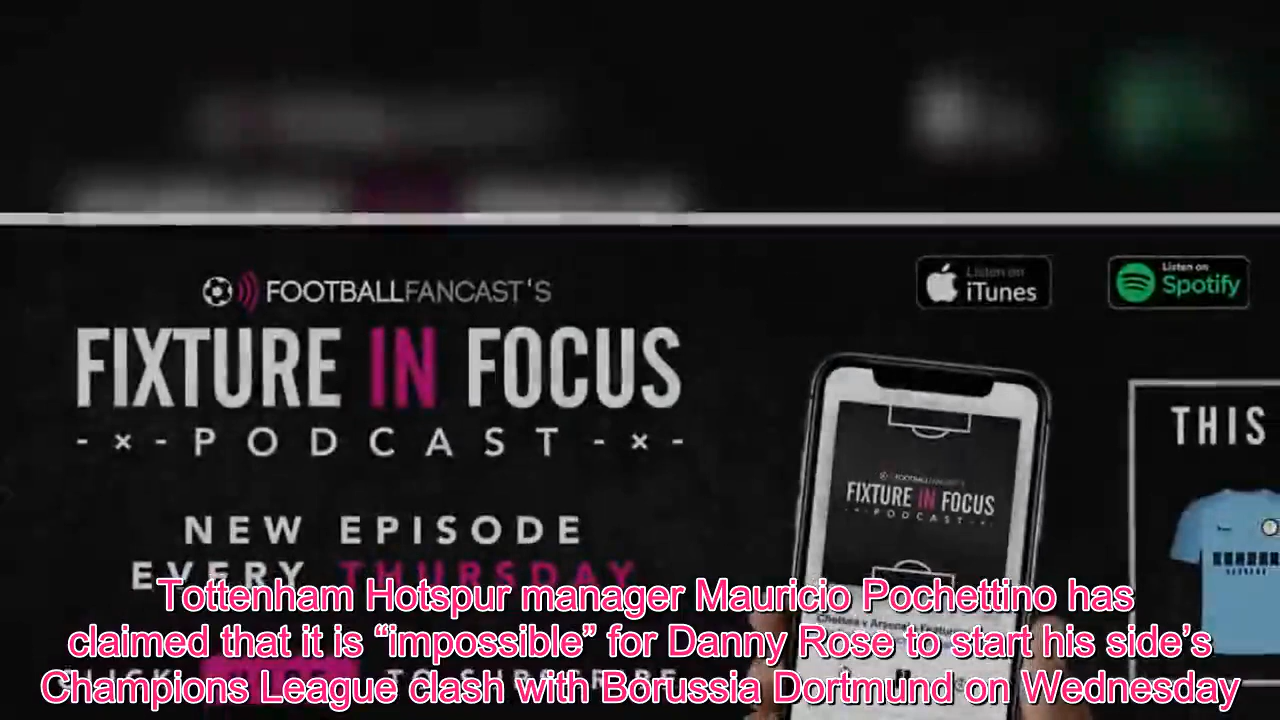 FOOTBALLFANCAST'S
Listen on
iTunes
Listen on
Spotify
FIXTURE IN FOCUS
- × - PODCAST - × -
THIS
FOOTBALLFANCAST'S
FIXTURE IN FOCUS
PODCAST
NEW EPISODE
EVERY THURSDAY
TO SUBSCRIBE
Tottenham Hotspur manager Mauricio Pochettino has
claimed that it is “impossible” for Danny Rose to start his side’s
Champions League clash with Borussia Dortmund on Wednesday